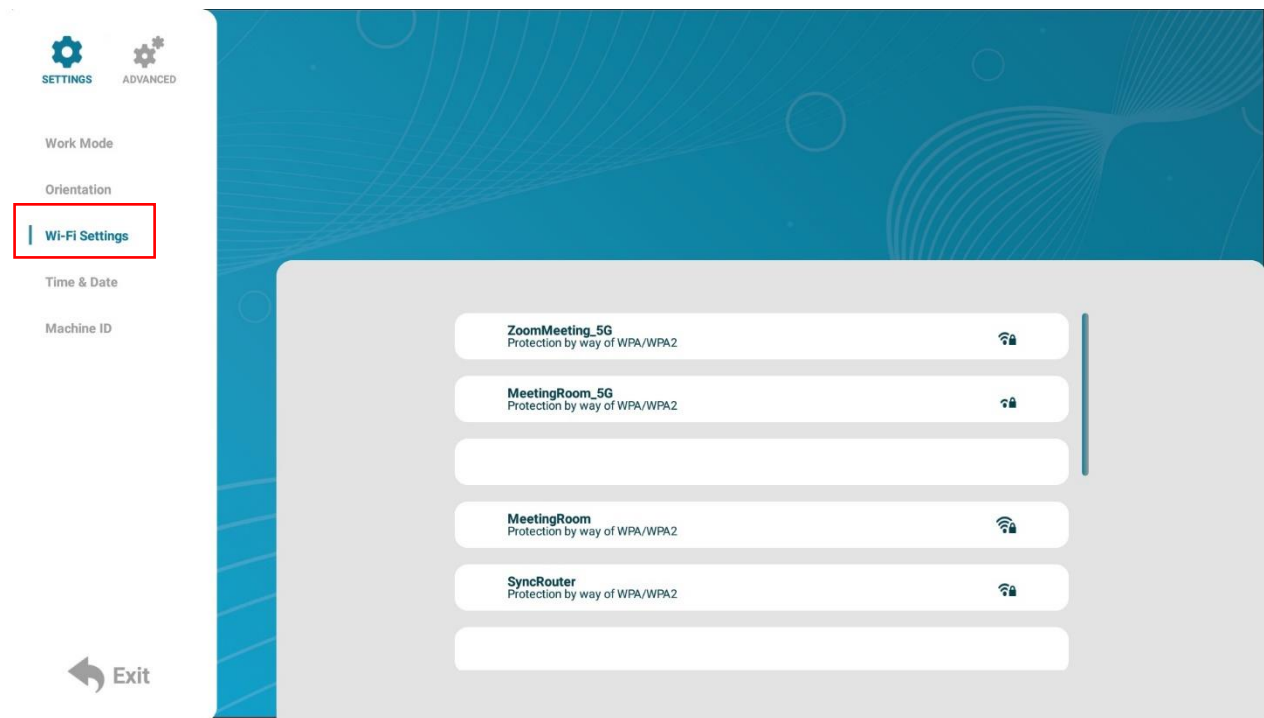 SETTINGS
ADVANCED
Work Mode
Orientation
Wi-Fi Settings
Time & Date
Machine ID
Exit
ZoomMeeting_5G
Protection by way of WPA/WPA2
MeetingRoom_5G
Protection by way of WPA/WPA2
MeetingRoom
Protection by way of WPA/WPA2
SyncRouter
Protection by way of WPA/WPA2